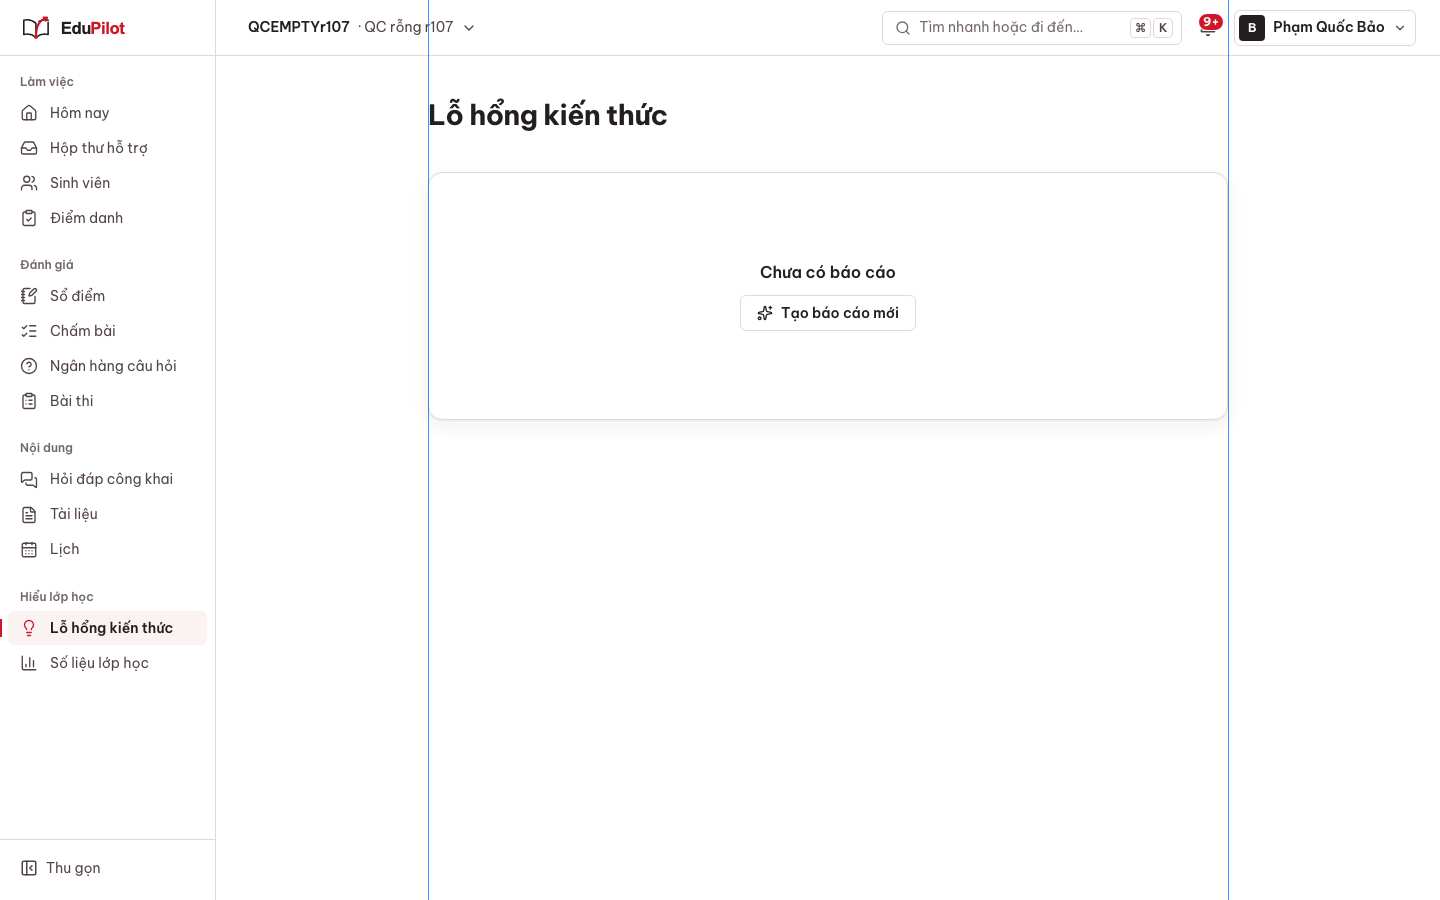 EduPilot
QCEMPTYr107 · QC rỗng r107
Tìm nhanh hoặc đi đến...
⌘ K
9+
B
Phạm Quốc Bảo
Làm việc
Hôm nay
Hộp thư hỗ trợ
Sinh viên
Điểm danh
Đánh giá
Sổ điểm
Chấm bài
Ngân hàng câu hỏi
Bài thi
Nội dung
Hỏi đáp công khai
Tài liệu
Lịch
Hiểu lớp học
Lỗ hổng kiến thức
Số liệu lớp học
Thu gọn
Lỗ hổng kiến thức
Chưa có báo cáo
Tạo báo cáo mới